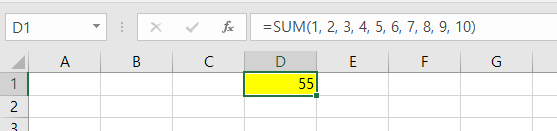 D1 fx =SUM(1, 2, 3, 4, 5, 6, 7, 8, 9, 10)
A B C D E F G
1 55
2
3